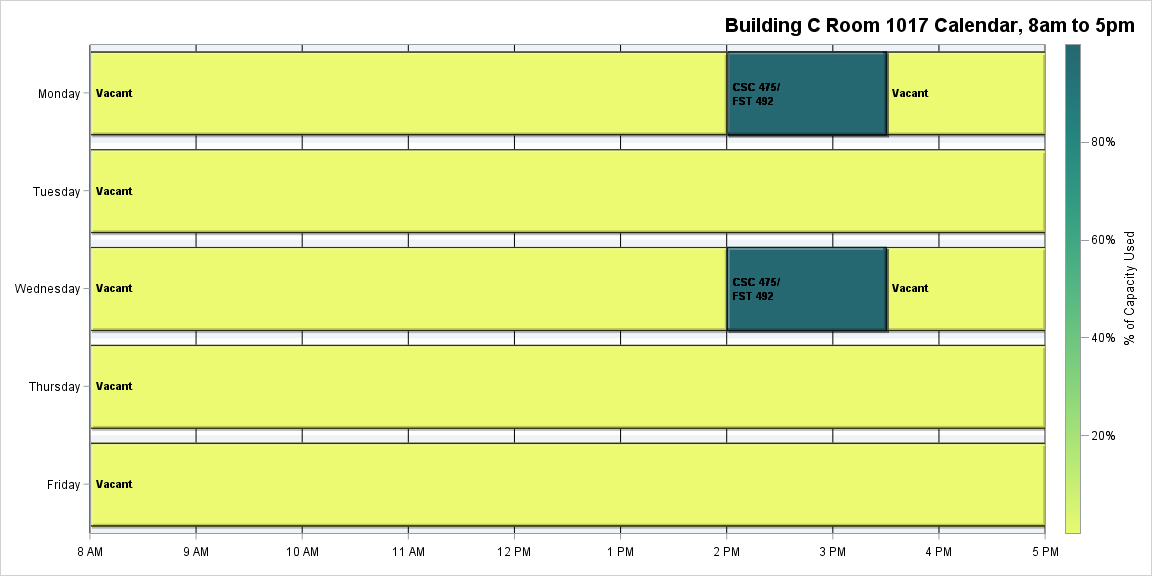 Building C Room 1017 Calendar, 8am to 5pm
Monday
Vacant
CSC 475/
FST 492
Vacant
Tuesday
Vacant
Wednesday
Vacant
CSC 475/
FST 492
Vacant
Thursday
Vacant
Friday
Vacant
8 AM 9 AM 10 AM 11 AM 12 PM 1 PM 2 PM 3 PM 4 PM 5 PM
80%
60%
40%
20%
% of Capacity Used